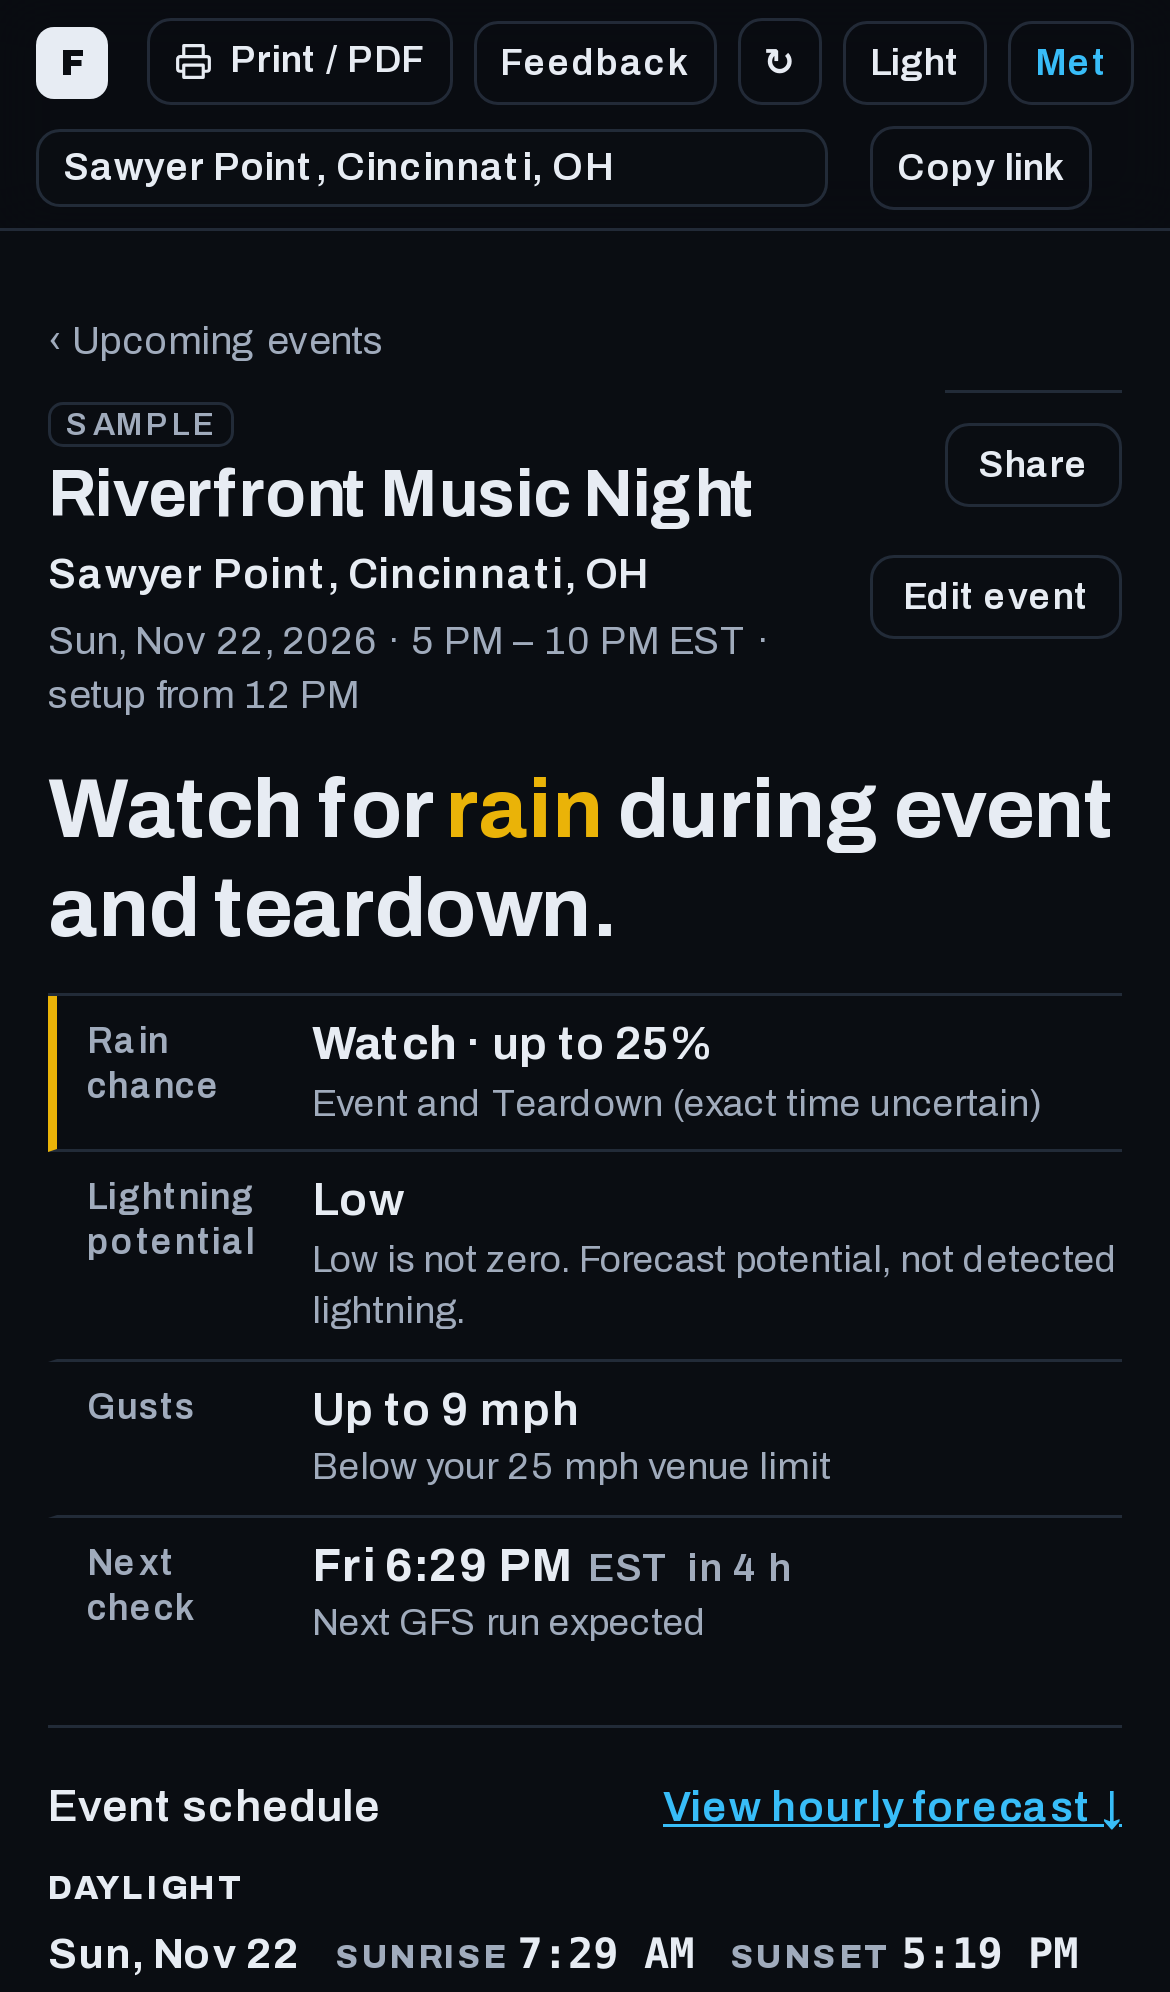 F
Print / PDF
Feedback
↻
Light
Met
Sawyer Point, Cincinnati, OH
Copy link
‹ Upcoming events
SAMPLE
Riverfront Music Night
Share
Sawyer Point, Cincinnati, OH
Edit event
Sun, Nov 22, 2026 · 5 PM – 10 PM EST ·
setup from 12 PM
Watch for rain during event
and teardown.
Rain
chance
Watch · up to 25%
Event and Teardown (exact time uncertain)
Lightning
potential
Low
Low is not zero. Forecast potential, not detected
lightning.
Gusts
Up to 9 mph
Below your 25 mph venue limit
Next
check
Fri 6:29 PM EST in 4 h
Next GFS run expected
Event schedule
View hourly forecast ↓
DAYLIGHT
Sun, Nov 22 SUNRISE 7:29 AM SUNSET 5:19 PM